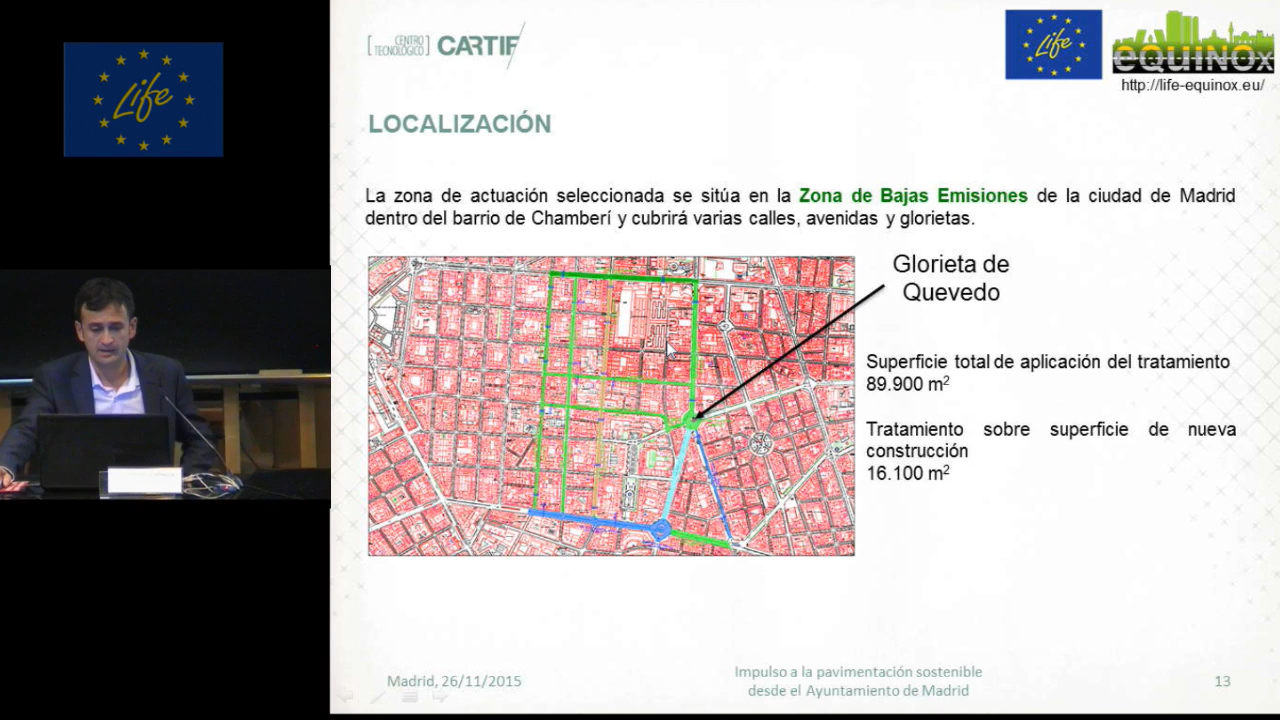 Life
CENTRO
TECNOLÓGICO
CARTIF
Life
eQUINOx
http://life-equinox.eu/
LOCALIZACIÓN
La zona de actuación seleccionada se sitúa en la Zona de Bajas Emisiones de la ciudad de Madrid
dentro del barrio de Chamberí y cubrirá varias calles, avenidas y glorietas.
Glorieta de
Quevedo
Superficie total de aplicación del tratamiento
89.900 m²
Tratamiento sobre superficie de nueva
construcción
16.100 m²
Madrid, 26/11/2015
Impulso a la pavimentación sostenible
desde el Ayuntamiento de Madrid
13